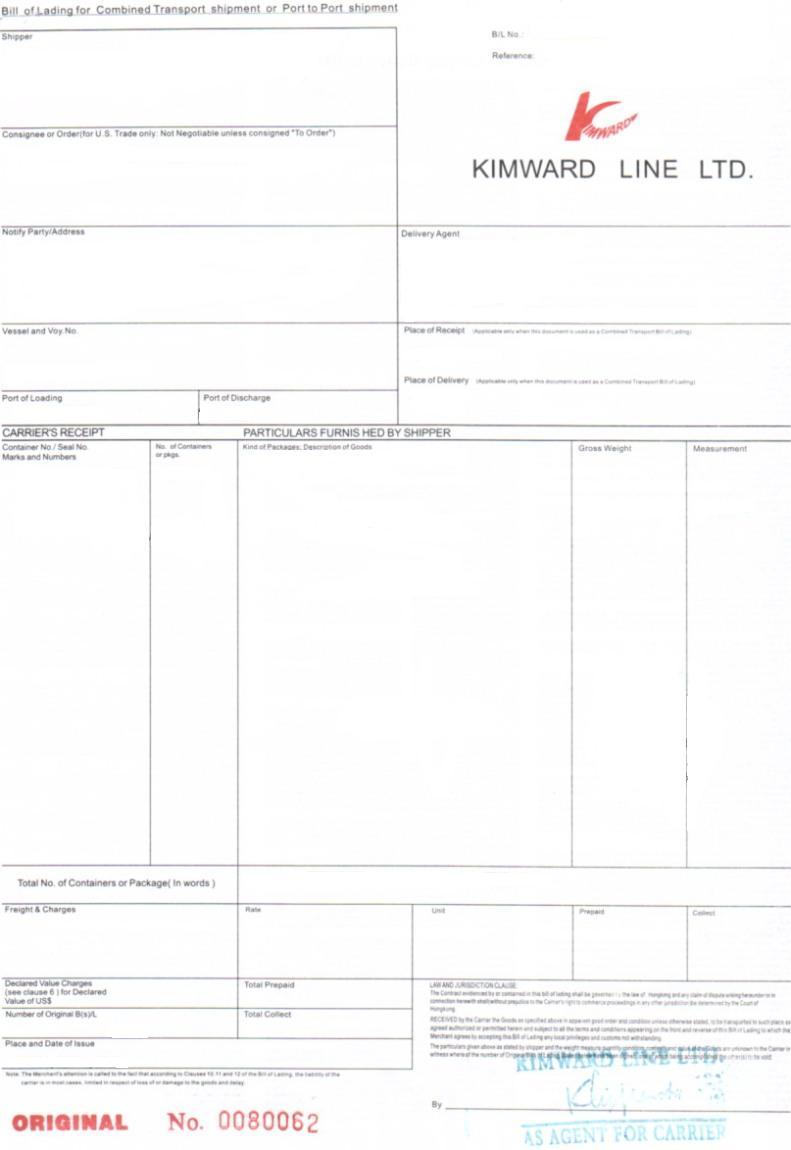 Bill of Lading for Combined Transport shipment or Port to Port shipment
Shipper
B/L No.:
Reference:
KIMWARD
KIMWARD LINE LTD.
Consignee or Order(for U.S. Trade only: Not Negotiable unless consigned "To Order")
Notify Party/Address
Delivery Agent
Vessel and Voy.No.
Place of Receipt (Applicable only when this document is used as a Combined Transport Bill of Lading)
Place of Delivery (Applicable only when this document is used as a Combined Transport Bill of Lading)
Port of Loading
Port of Discharge
CARRIER'S RECEIPT
PARTICULARS FURNIS HED BY SHIPPER
Container No./ Seal No.
Marks and Numbers
No. of Containers
or pkgs.
Kind of Packages; Description of Goods
Gross Weight
Measurement
Total No. of Containers or Package( In words )
Freight & Charges
Rate
Unit
Prepaid
Collect
Declared Value Charges
(see clause 6 ) for Declared
Value of US$
Total Prepaid
Number of Original B(s)/L
Total Collect
Place and Date of Issue
LAW AND JURISDICTION CLAUSE:
The Contract evidenced by or contained in this bill of lading shall be governed by the law of Hongkong and any claim of dispute arising hereunder or in
connection herewith shall(without prejudice to the Carrier's right to commerce proceedings in any other jurisdiction )be determined by the Court of
Hongkong.
RECEIVED by the Carrier the Goods as specified above in apparent good order and condition unless otherwise stated, to be transported to such place as
agreed authorized or permitted herein and subject to all the terms and conditions appearing on the front and reverse of this Bill of Lading to which the
Merchant agrees by accepting this Bill of Lading any local privileges and customs not withstanding.
The particulars given above as stated by shipper and the weight measure quantity condition, contents and value of the Goods are unknown to the Carrier in
witness where of the number of Original Bills of Lading
Note: The Merchant's attention is called to the fact that according to Clauses 10 11 and 12 of the Bill of Lading, the liability of the
carrier is in most cases, limited in respect of loss of or damage to the goods and delay.
KIMWARD LINE LTD.
By
AS AGENT FOR CARRIER
ORIGINAL No. 0080062